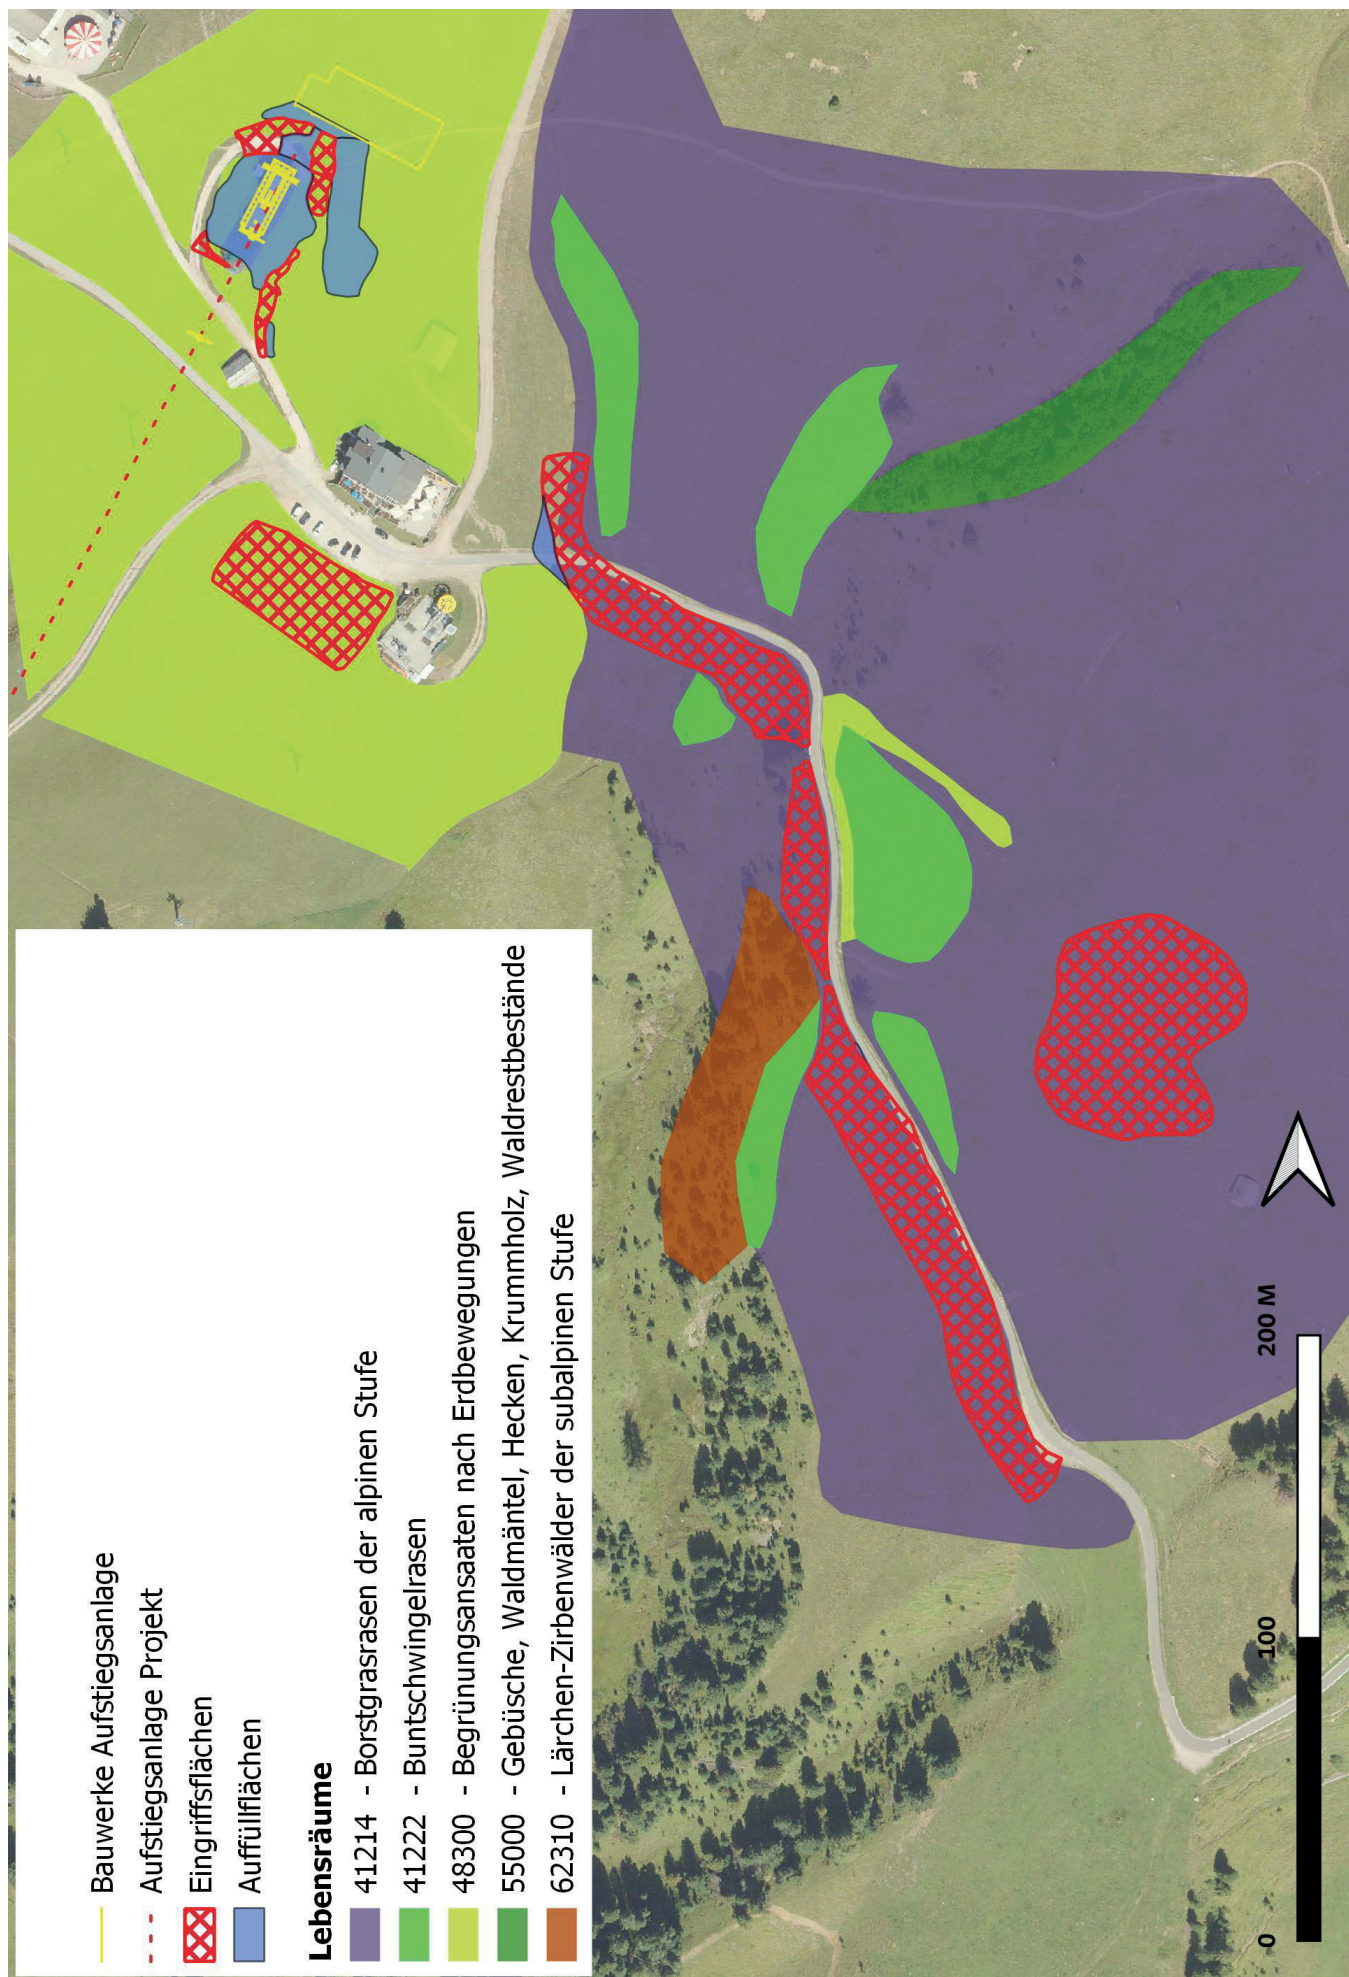 Bauwerke Aufstiegsanlage
Aufstiegsanlage Projekt
Eingriffsflächen
Auffüllflächen
Lebensräume
41214 - Borstgrasrasen der alpinen Stufe
41222 - Buntschwingelrasen
48300 - Begrünungsansaaten nach Erdbewegungen
55000 - Gebüsche, Waldmäntel, Hecken, Krummholz, Waldrestbestände
62310 - Lärchen-Zirbenwälder der subalpinen Stufe
0 100 200 M